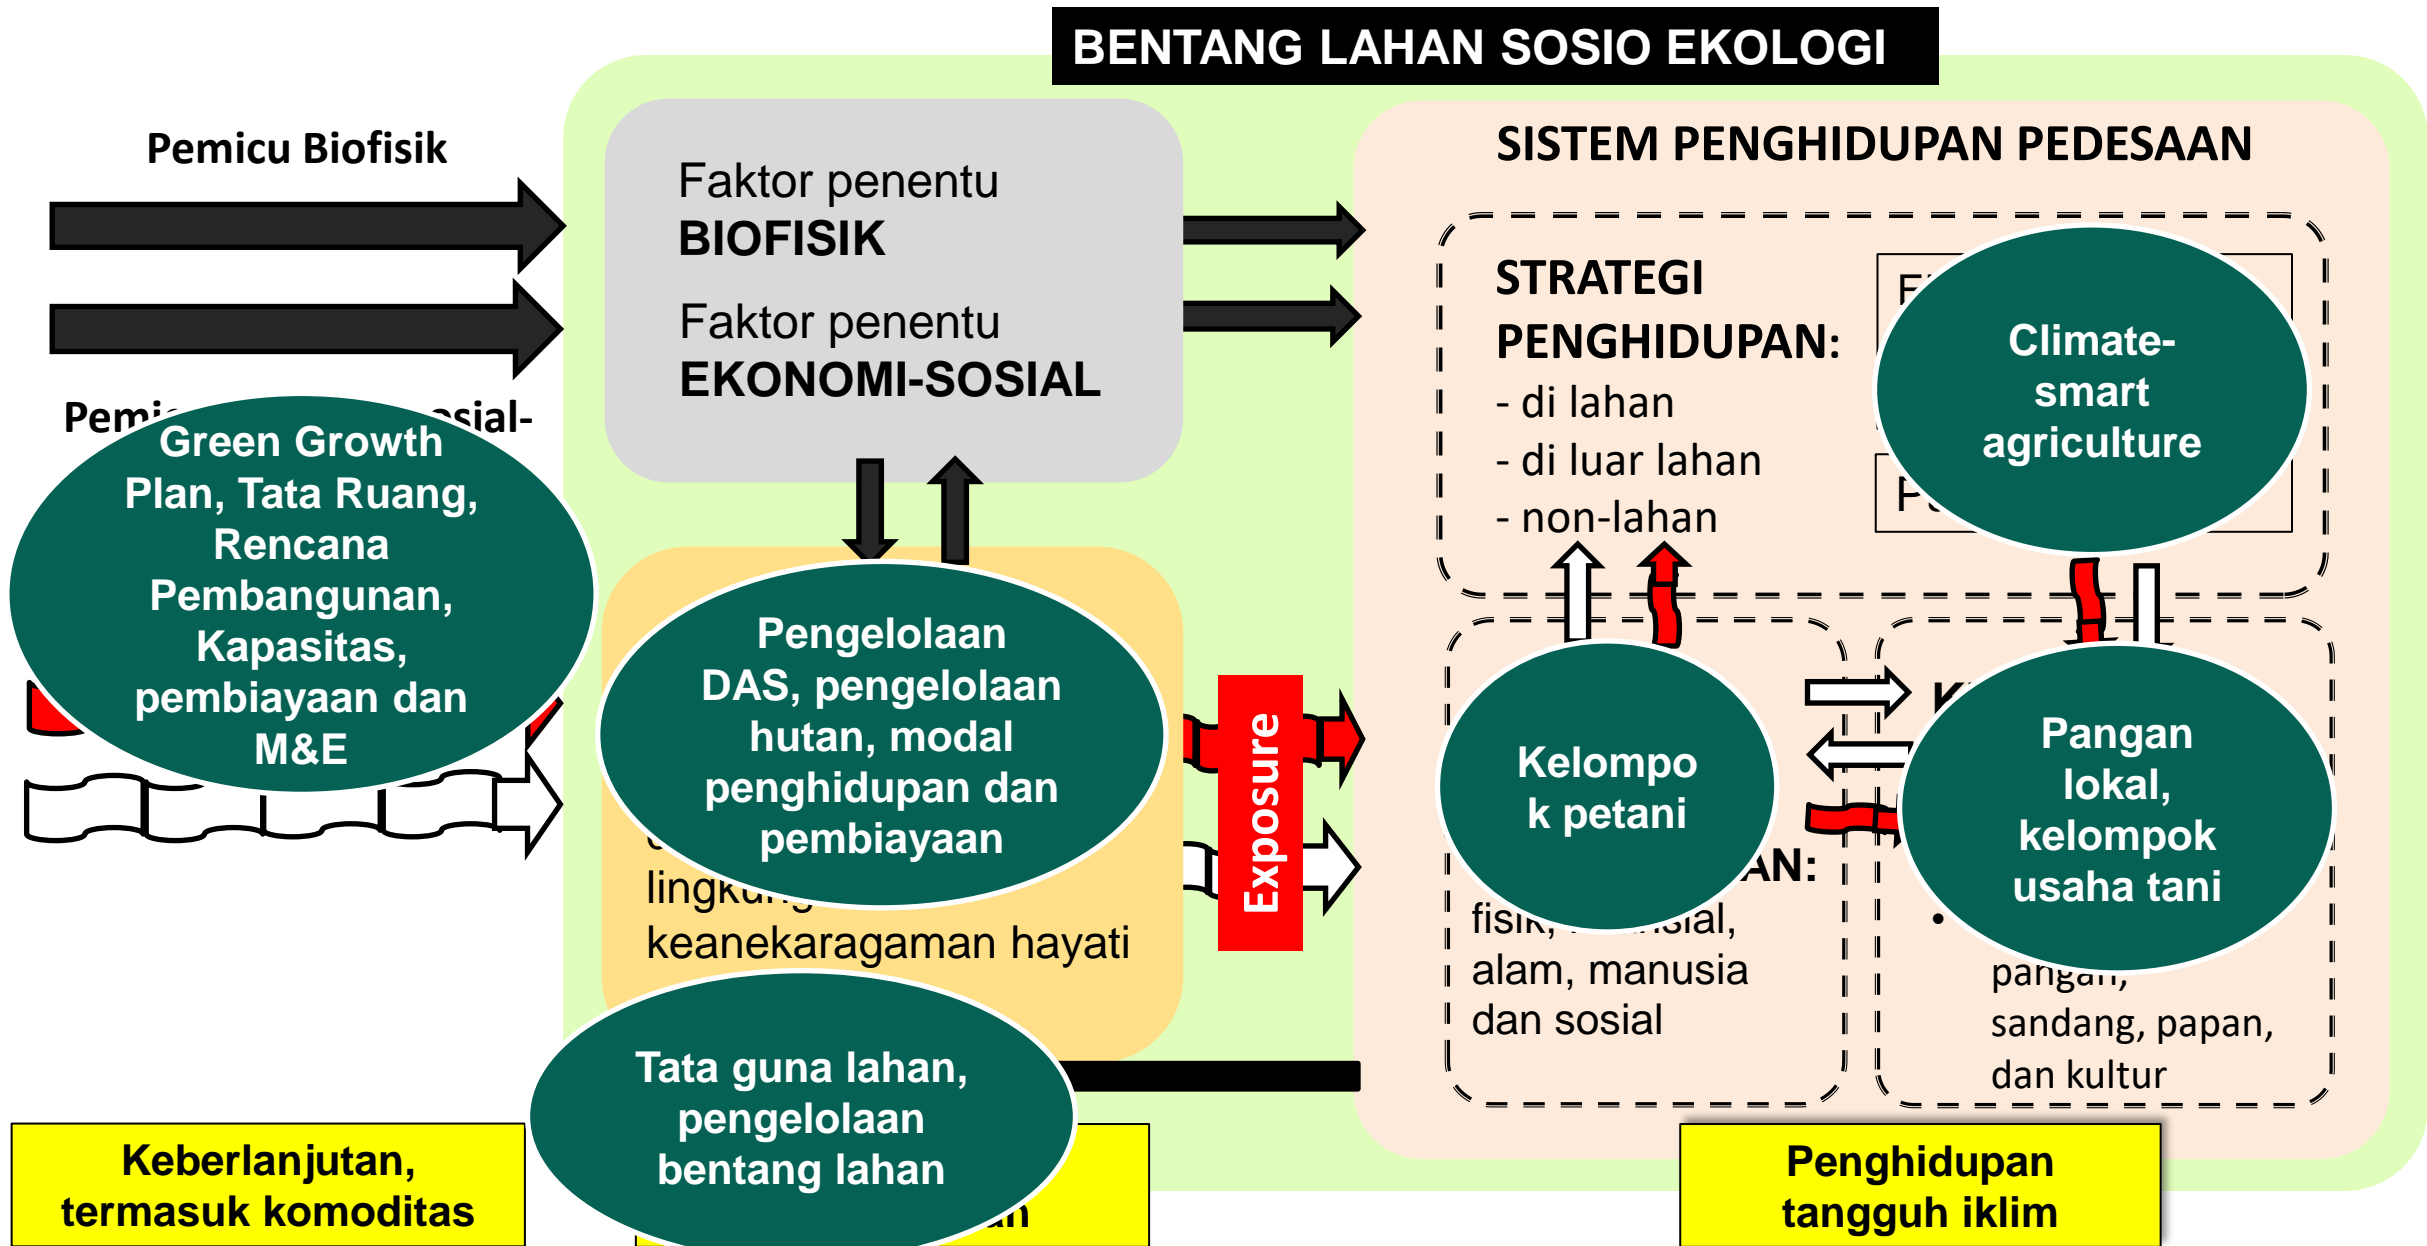 BENTANG LAHAN SOSIO EKOLOGI
Pemicu Biofisik
Faktor penentu
BIOFISIK
Faktor penentu
EKONOMI-SOSIAL
SISTEM PENGHIDUPAN PEDESAAN
STRATEGI
PENGHIDUPAN:
- di lahan
- di luar lahan
- non-lahan
Climate-
smart
agriculture
Green Growth
Plan, Tata Ruang,
Rencana
Pembangunan,
Kapasitas,
pembiayaan dan
M&E
Pengelolaan
DAS, pengelolaan
hutan, modal
penghidupan dan
pembiayaan
keanekaragaman hayati
Exposure
Kelompo
k petani
fisik,
alam, manusia
dan sosial
Pangan
lokal,
kelompok
usaha tani
•
pangan,
sandang, papan,
dan kultur
Tata guna lahan,
pengelolaan
bentang lahan
Keberlanjutan,
termasuk komoditas
Penghidupan
tangguh iklim